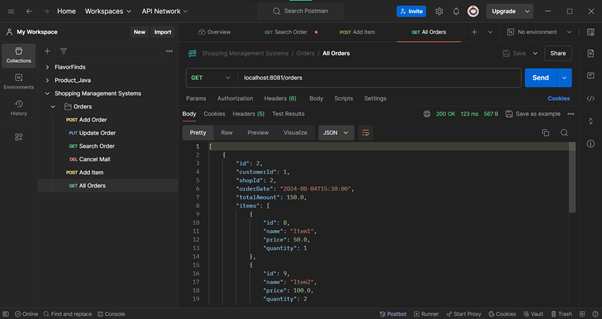 Home Workspaces API Network Search Postman Invite Upgrade
My Workspace New Import Overview GET Search Order POST Add Item GET All Orders No environment
Collections
Environments
History
FlavorFinds
Product_Java
Shopping Management Systems
Orders
POST Add Order
PUT Update Order
GET Search Order
DEL Cancel Mall
POST Add Item
GET All Orders
Shopping Management Systems / Orders / All Orders Save Share
GET localhost:8081/orders Send
Params Authorization Headers (6) Body Scripts Settings Cookies
Body Cookies Headers (5) Test Results 200 OK 123 ms 567 B Save as example
Pretty Raw Preview Visualize JSON
1 [
2 {
3 "id": 2,
4 "customerId": 1,
5 "shopId": 2,
6 "orderDate": "2024-08-04T15:30:00",
7 "totalAmount": 150.0,
8 "items": [
9 {
10 "id": 8,
11 "name": "Item1",
12 "price": 50.0,
13 "quantity": 1
14 },
15 {
16 "id": 9,
17 "name": "Item2",
18 "price": 100.0,
19 "quantity": 2
Online Find and replace Console Postbot Runner Start Proxy Cookies Vault Trash